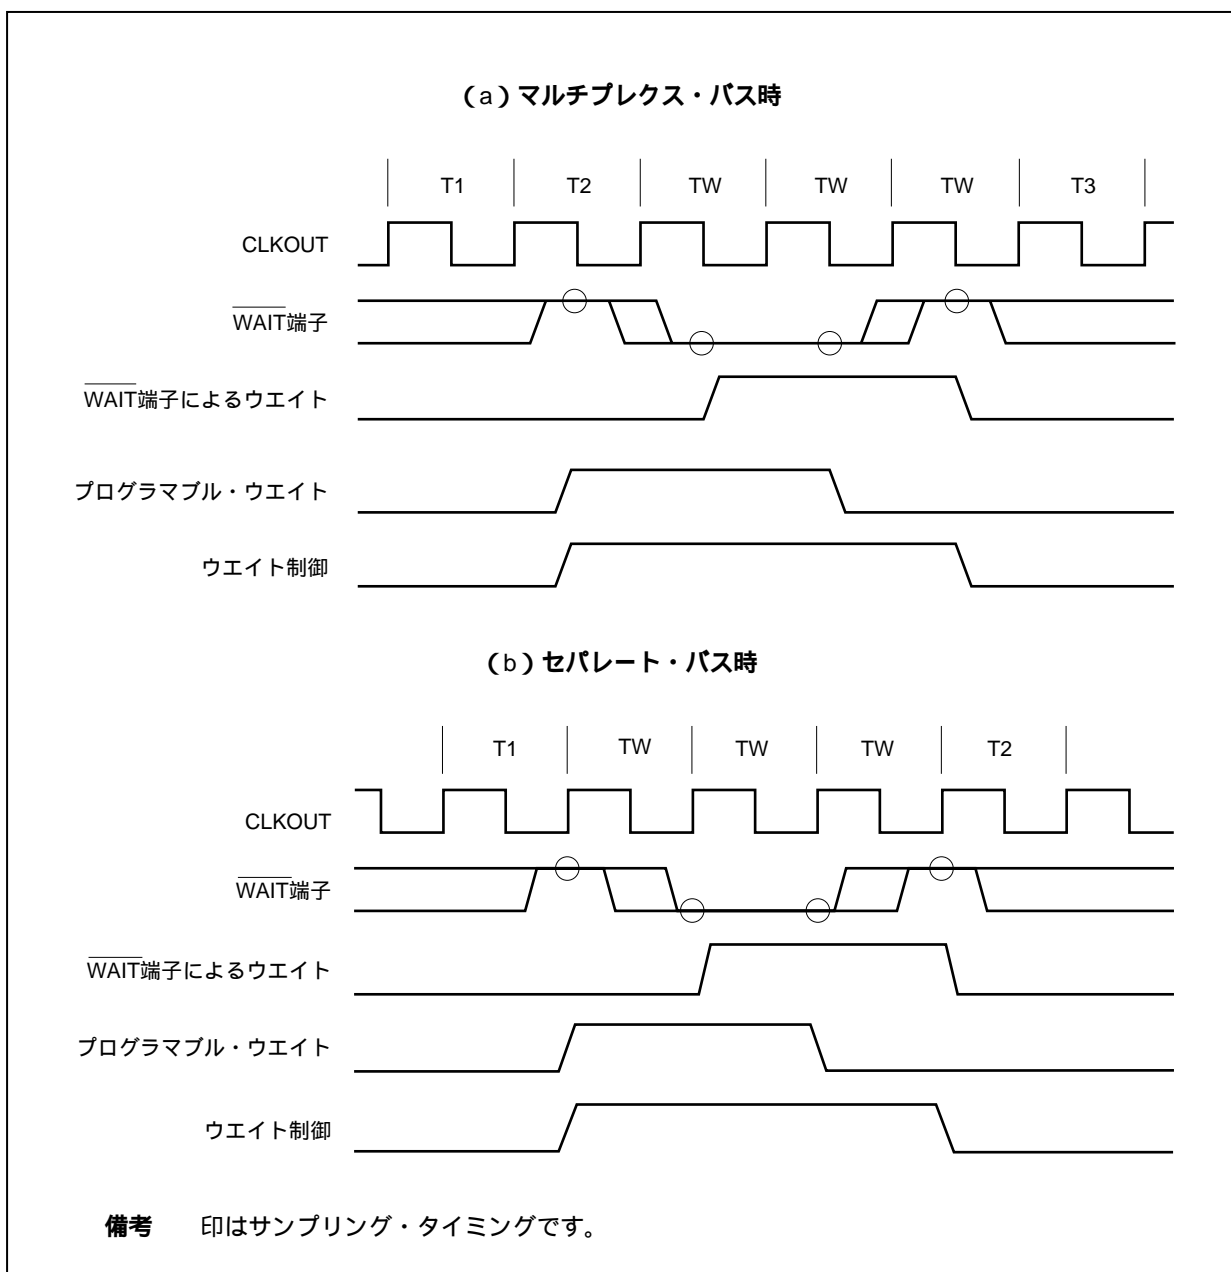 （a）マルチプレクス・バス時
T1 T2 TW TW TW T3
CLKOUT
WAIT端子
WAIT端子によるウエイト
プログラマブル・ウエイト
ウエイト制御
（b）セパレート・バス時
T1 TW TW TW T2
CLKOUT
WAIT端子
WAIT端子によるウエイト
プログラマブル・ウエイト
ウエイト制御
備考 印はサンプリング・タイミングです。